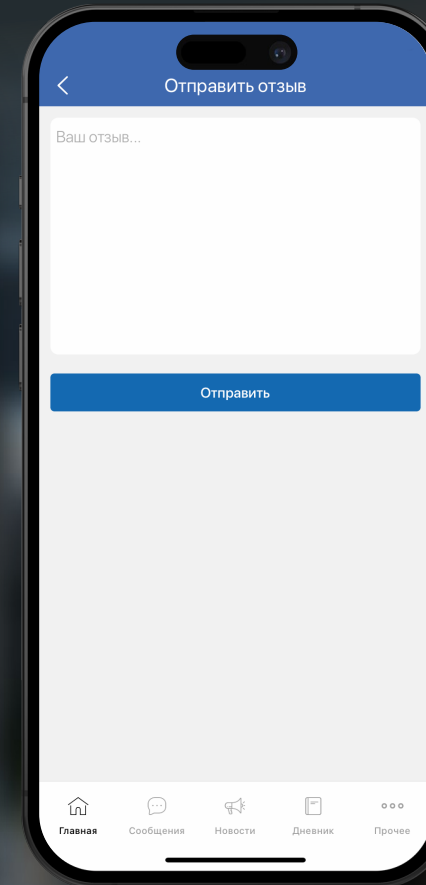 Отправить отзыв
Ваш отзыв...
Отправить
Главная
Сообщения
Новости
Дневник
Прочее